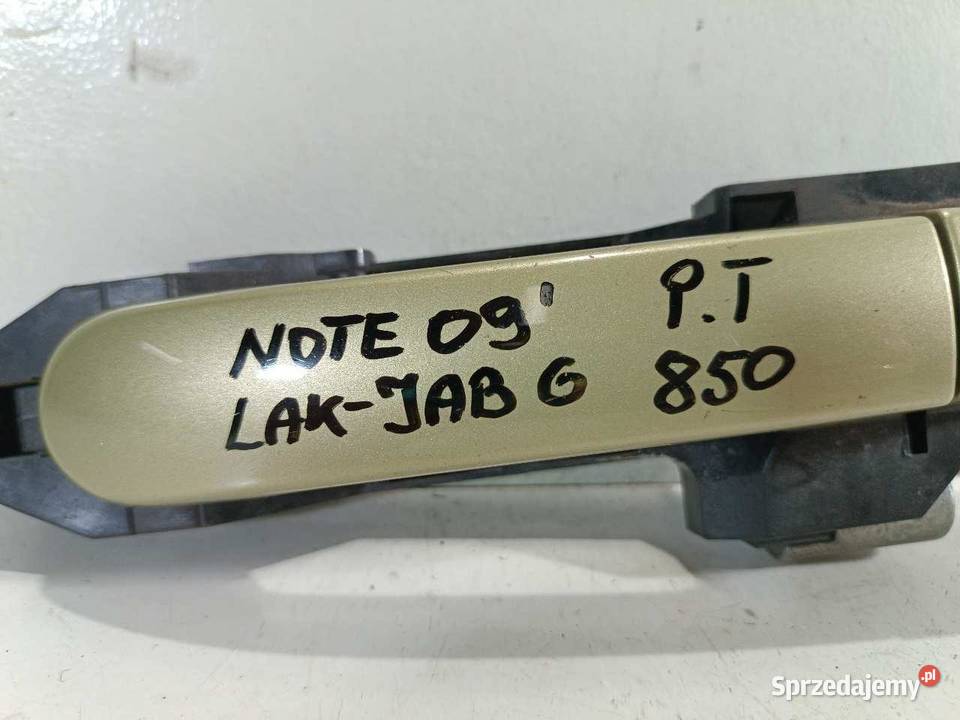 NOTE 09' P.T
LAK-JAB G 850
Sprzedajemy.pl